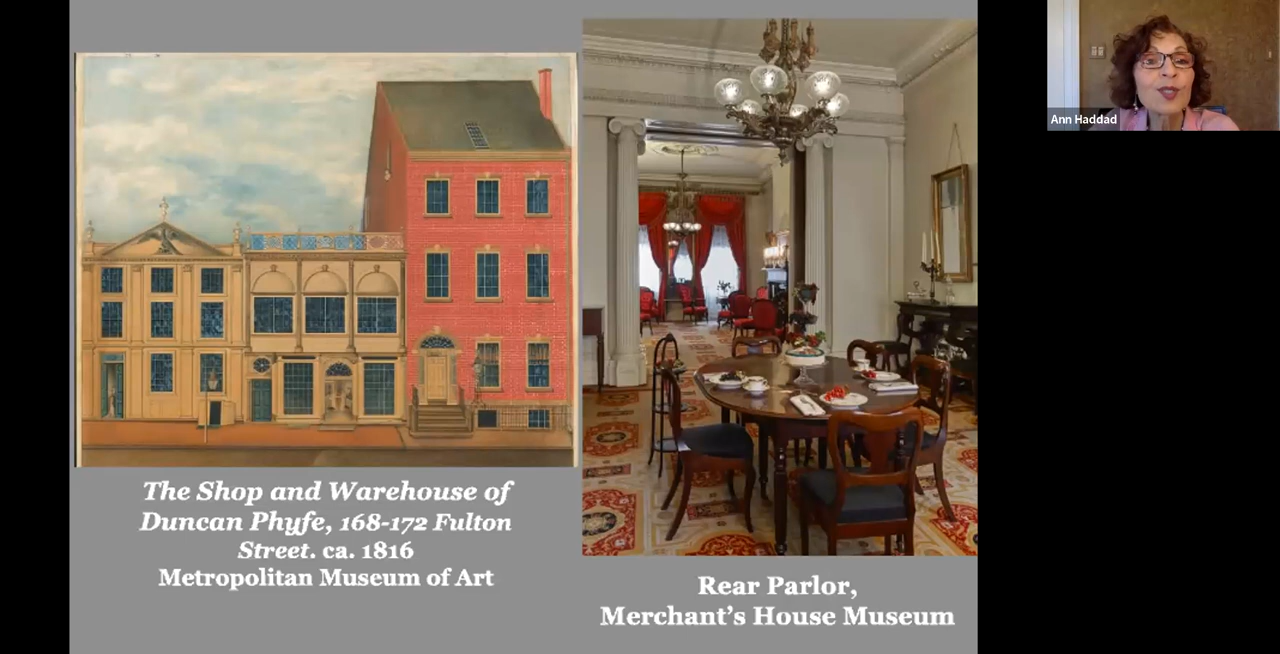 Ann Haddad
The Shop and Warehouse of
Duncan Phyfe, 168-172 Fulton
Street. ca. 1816
Metropolitan Museum of Art
Rear Parlor,
Merchant's House Museum